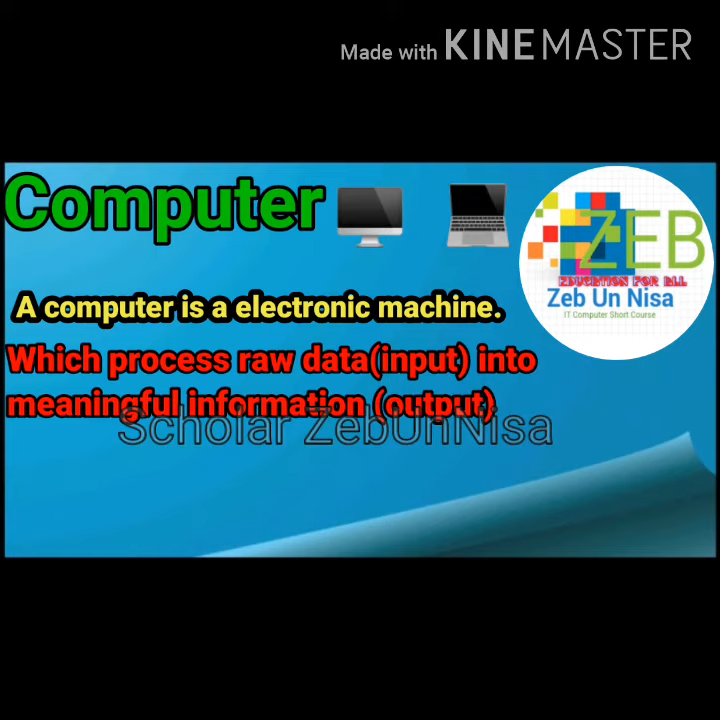 Made with KINEMASTER
Computer
ZEB
EDUCATION FOR ALL
Zeb Un Nisa
IT Computer Short Course
A computer is a electronic machine.
Which process raw data(input) into
meaningful information (output)
Scholar ZebUnNisa